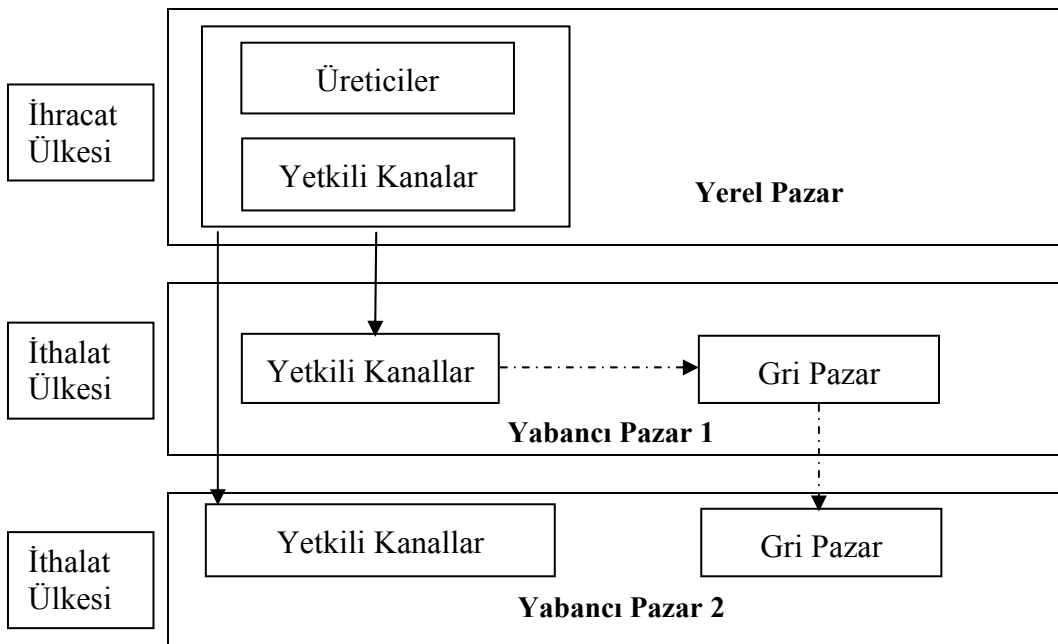 Üreticiler
İhracat
Ülkesi
Yetkili Kanalar
Yerel Pazar
İthalat
Ülkesi
Yetkili Kanallar
Gri Pazar
Yabancı Pazar 1
İthalat
Ülkesi
Yetkili Kanallar
Gri Pazar
Yabancı Pazar 2